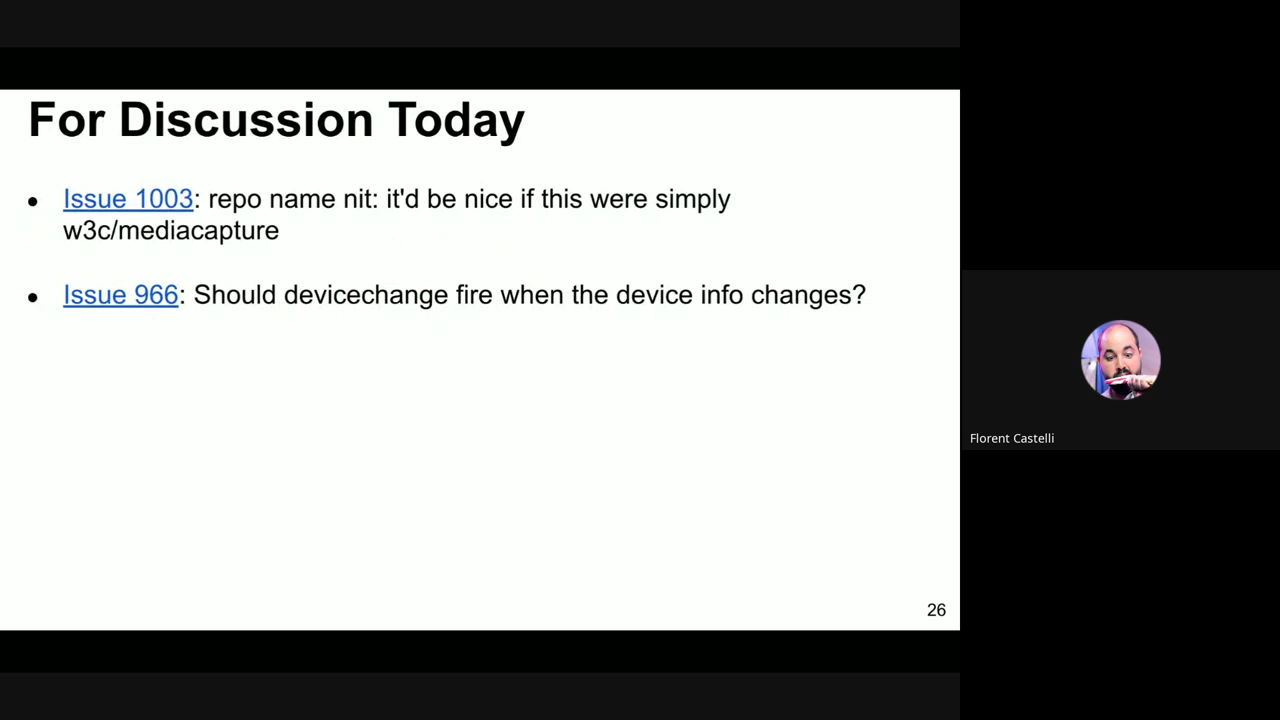 For Discussion Today
• Issue 1003: repo name nit: it'd be nice if this were simply
w3c/mediacapture
• Issue 966: Should devicechange fire when the device info changes?
Florent Castelli
26